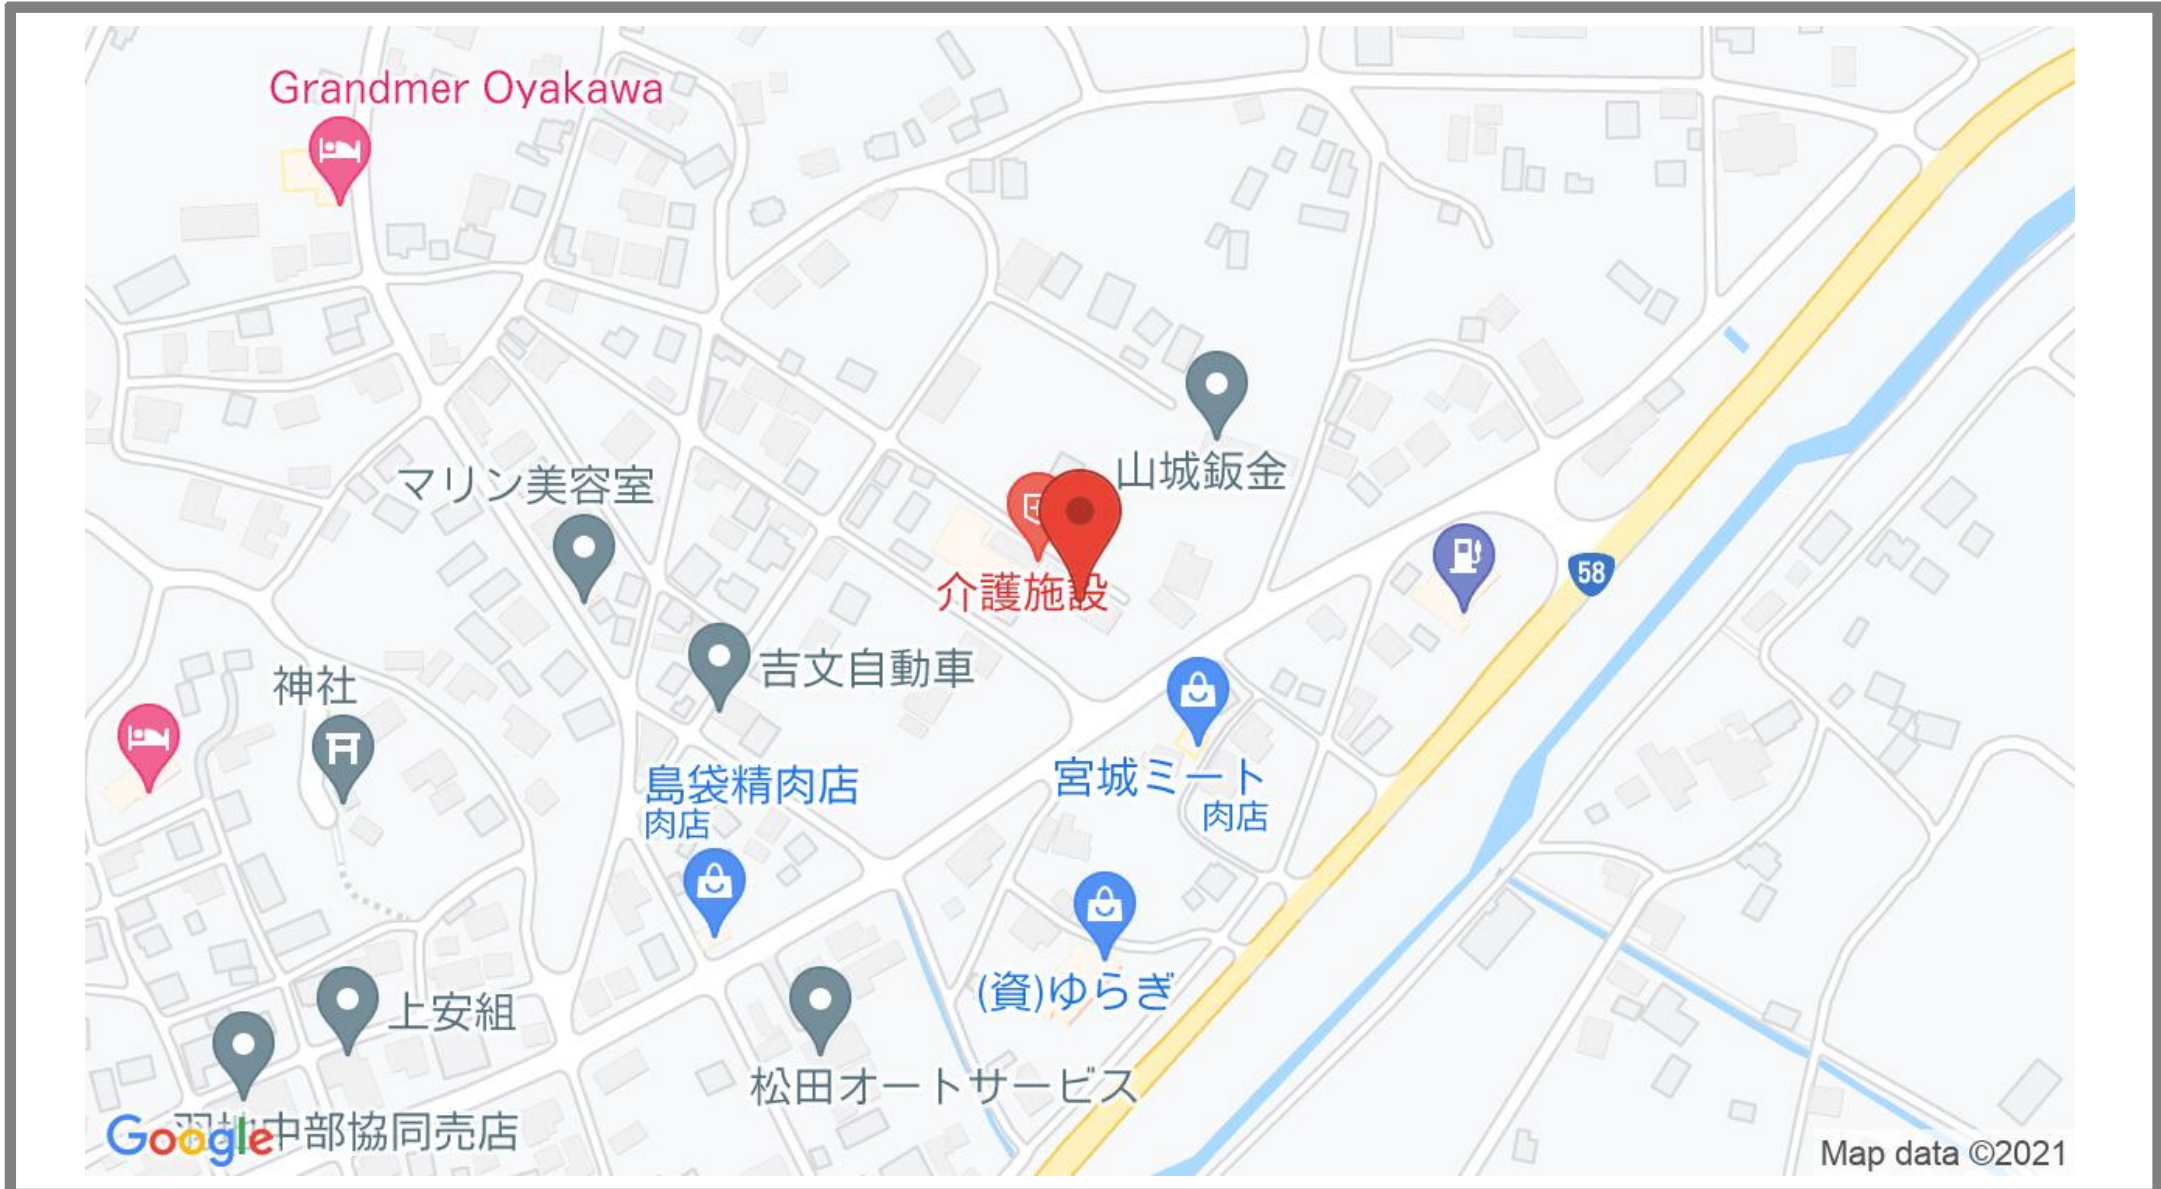 Grandmer Oyakawa
山城鈑金
マリン美容室
介護施設
58
吉文自動車
神社
島袋精肉店
肉店
宮城ミート
肉店
(資)ゆらぎ
上安組
松田オートサービス
中部協同売店
Google
Map data ©2021